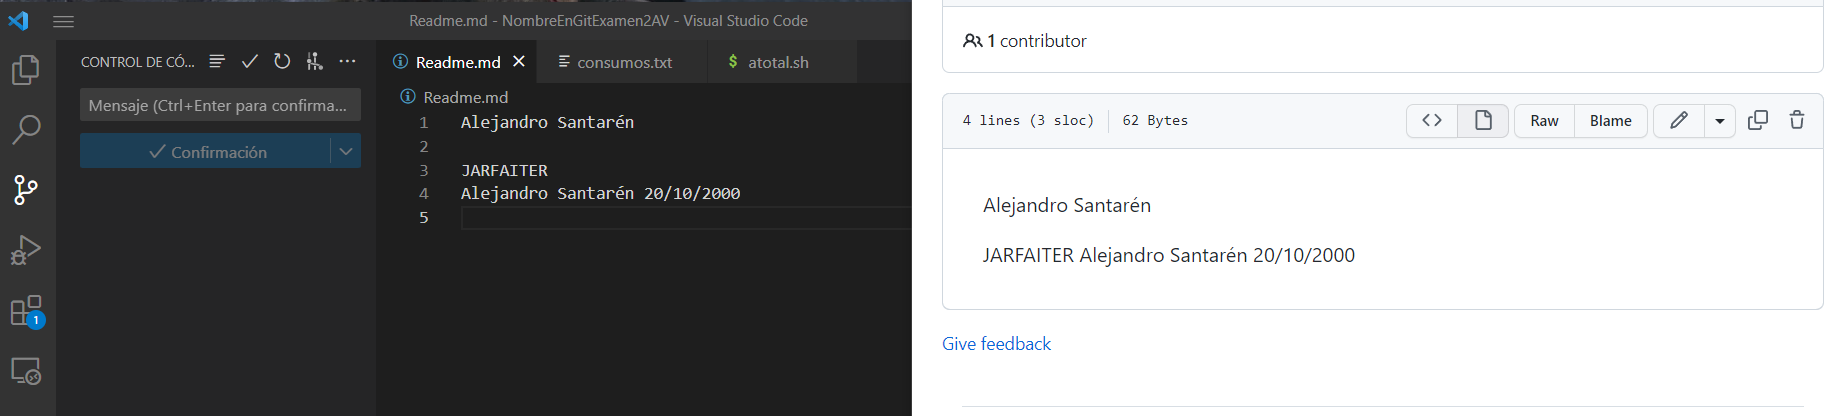 Readme.md - NombreEnGitExamen2AV - Visual Studio Code
CONTROL DE CÓ...
Readme.md
consumos.txt
$ atotal.sh
Mensaje (Ctrl+Enter para confirma...
Confirmación
Readme.md
1 Alejandro Santarén
2
3 JARFAITER
4 Alejandro Santarén 20/10/2000
5
1
1 contributor
4 lines (3 sloc)
62 Bytes
Raw
Blame
Alejandro Santarén
JARFAITER Alejandro Santarén 20/10/2000
Give feedback